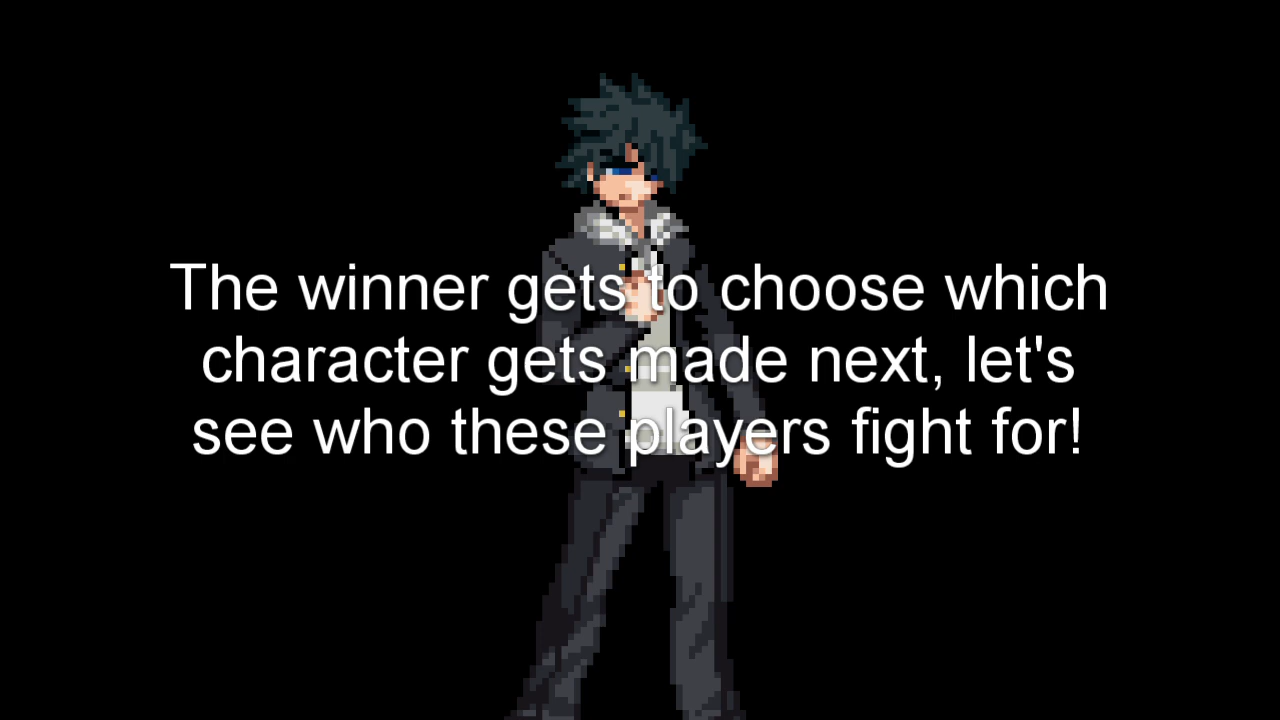 The winner gets to choose which
character gets made next, let's
see who these players fight for!